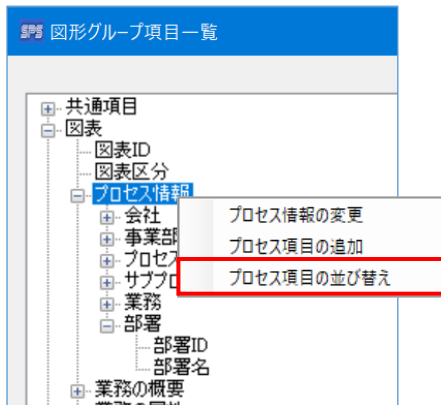 SPS 図形グループ項目一覧
共通項目
図表
図表ID
図表区分
プロセス情報
会社
事業部
プロセス
サブプロ
業務
部署
部署ID
部署名
業務の概要
プロセス情報の変更
プロセス項目の追加
プロセス項目の並び替え